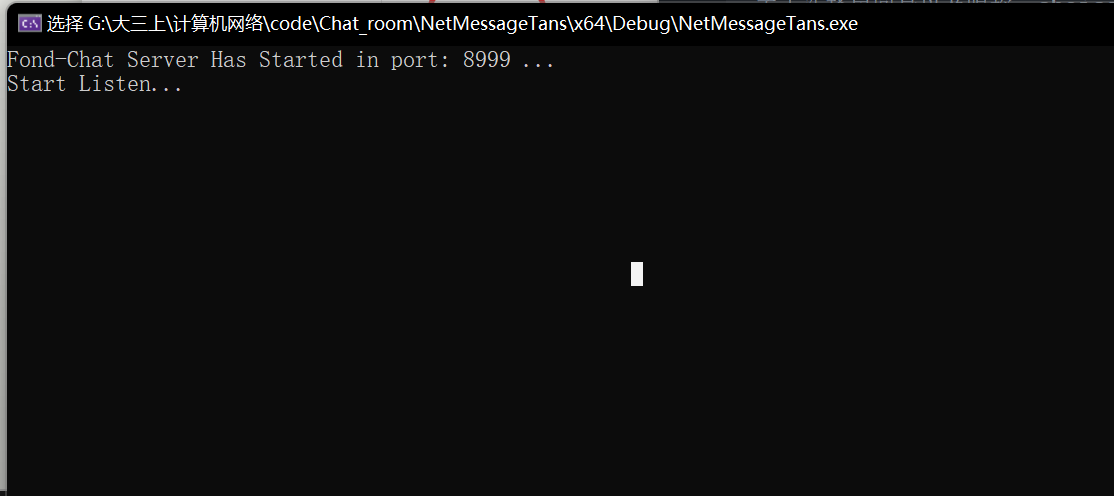 选择 G:\大三上\计算机网络\code\Chat_room\NetMessageTans\x64\Debug\NetMessageTans.exe
Fond-Chat Server Has Started in port: 8999 ...
Start Listen...